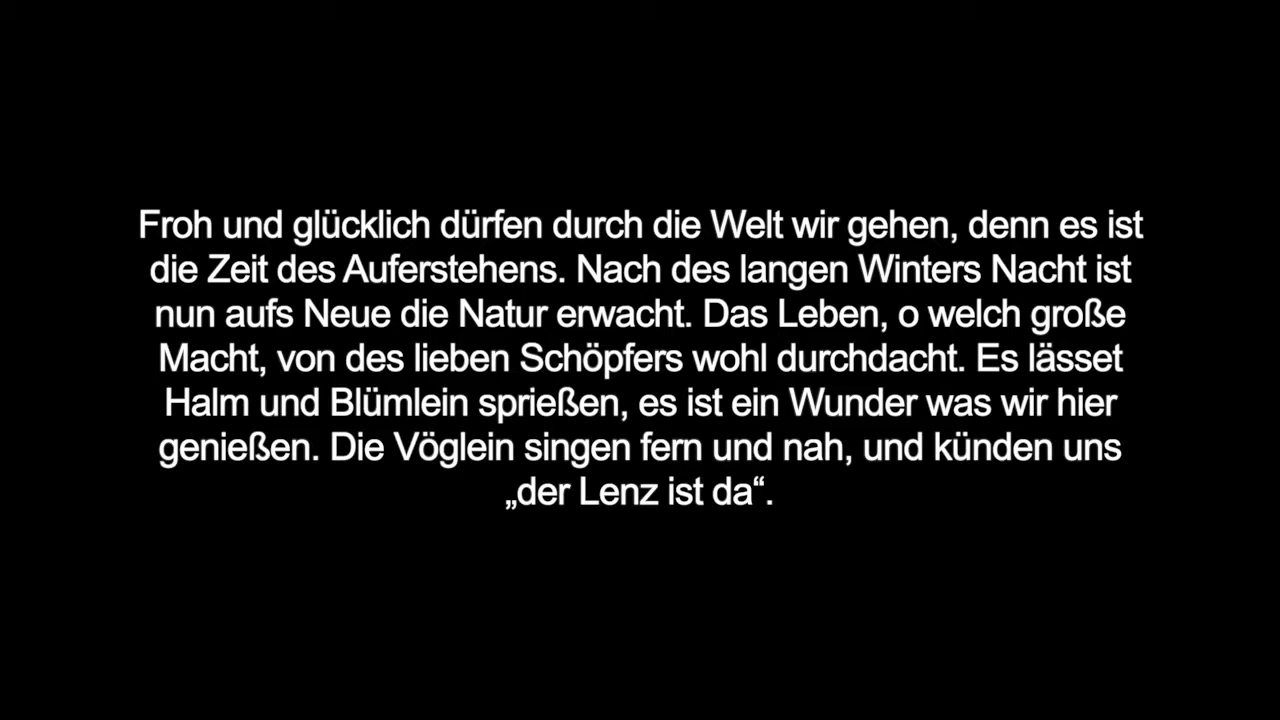 Froh und glücklich dürfen durch die Welt wir gehen, denn es ist
die Zeit des Auferstehens. Nach des langen Winters Nacht ist
nun aufs Neue die Natur erwacht. Das Leben, o welch große
Macht, von des lieben Schöpfers wohl durchdacht. Es lässet
Halm und Blümlein sprießen, es ist ein Wunder was wir hier
genießen. Die Vöglein singen fern und nah, und künden uns
„der Lenz ist da“.